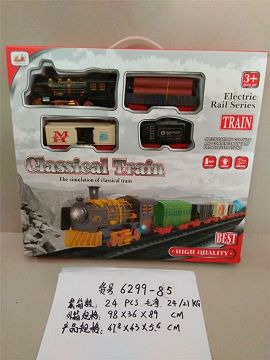 3+
Electric
Rail Series
TRAIN
MH
Classical Train
The simulation of classical train
BEST
HIGH QUALITY
货号 6299-85
装箱数: 24 PCS 毛净 24/21 KG
外箱规格: 98×36×89 CM
产品规格: 47.8×43×5.6 CM